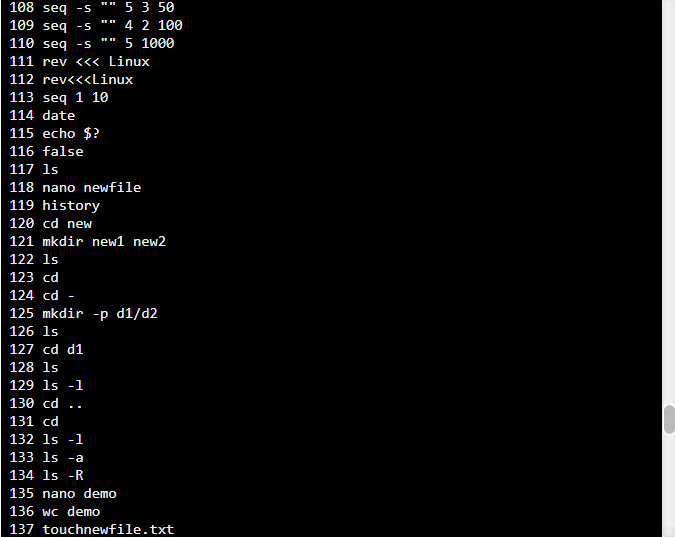 108 seq -s "" 5 3 50
109 seq -s "" 4 2 100
110 seq -s "" 5 1000
111 rev <<< Linux
112 rev<<<Linux
113 seq 1 10
114 date
115 echo $?
116 false
117 ls
118 nano newfile
119 history
120 cd new
121 mkdir new1 new2
122 ls
123 cd
124 cd -
125 mkdir -p d1/d2
126 ls
127 cd d1
128 ls
129 ls -l
130 cd ..
131 cd
132 ls -l
133 ls -a
134 ls -R
135 nano demo
136 wc demo
137 touchnewfile.txt